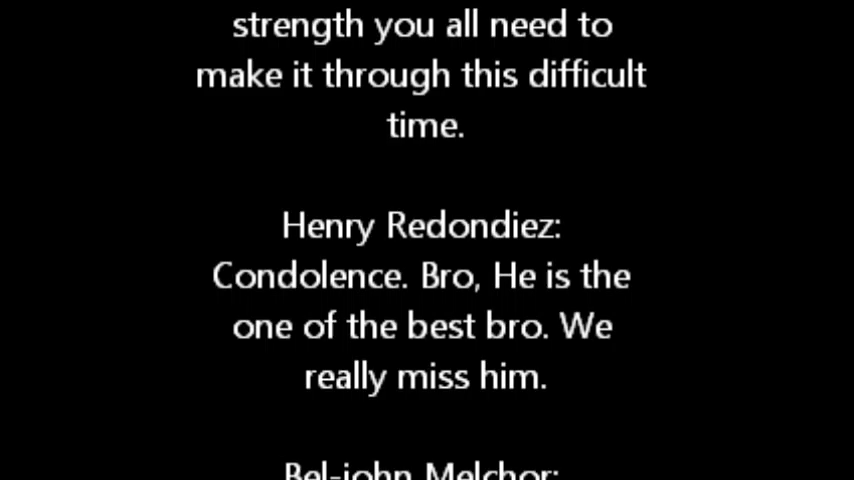 strength you all need to
make it through this difficult
time.
Henry Redondiez:
Condolence. Bro, He is the
one of the best bro. We
really miss him.
Bel-john Melchor: